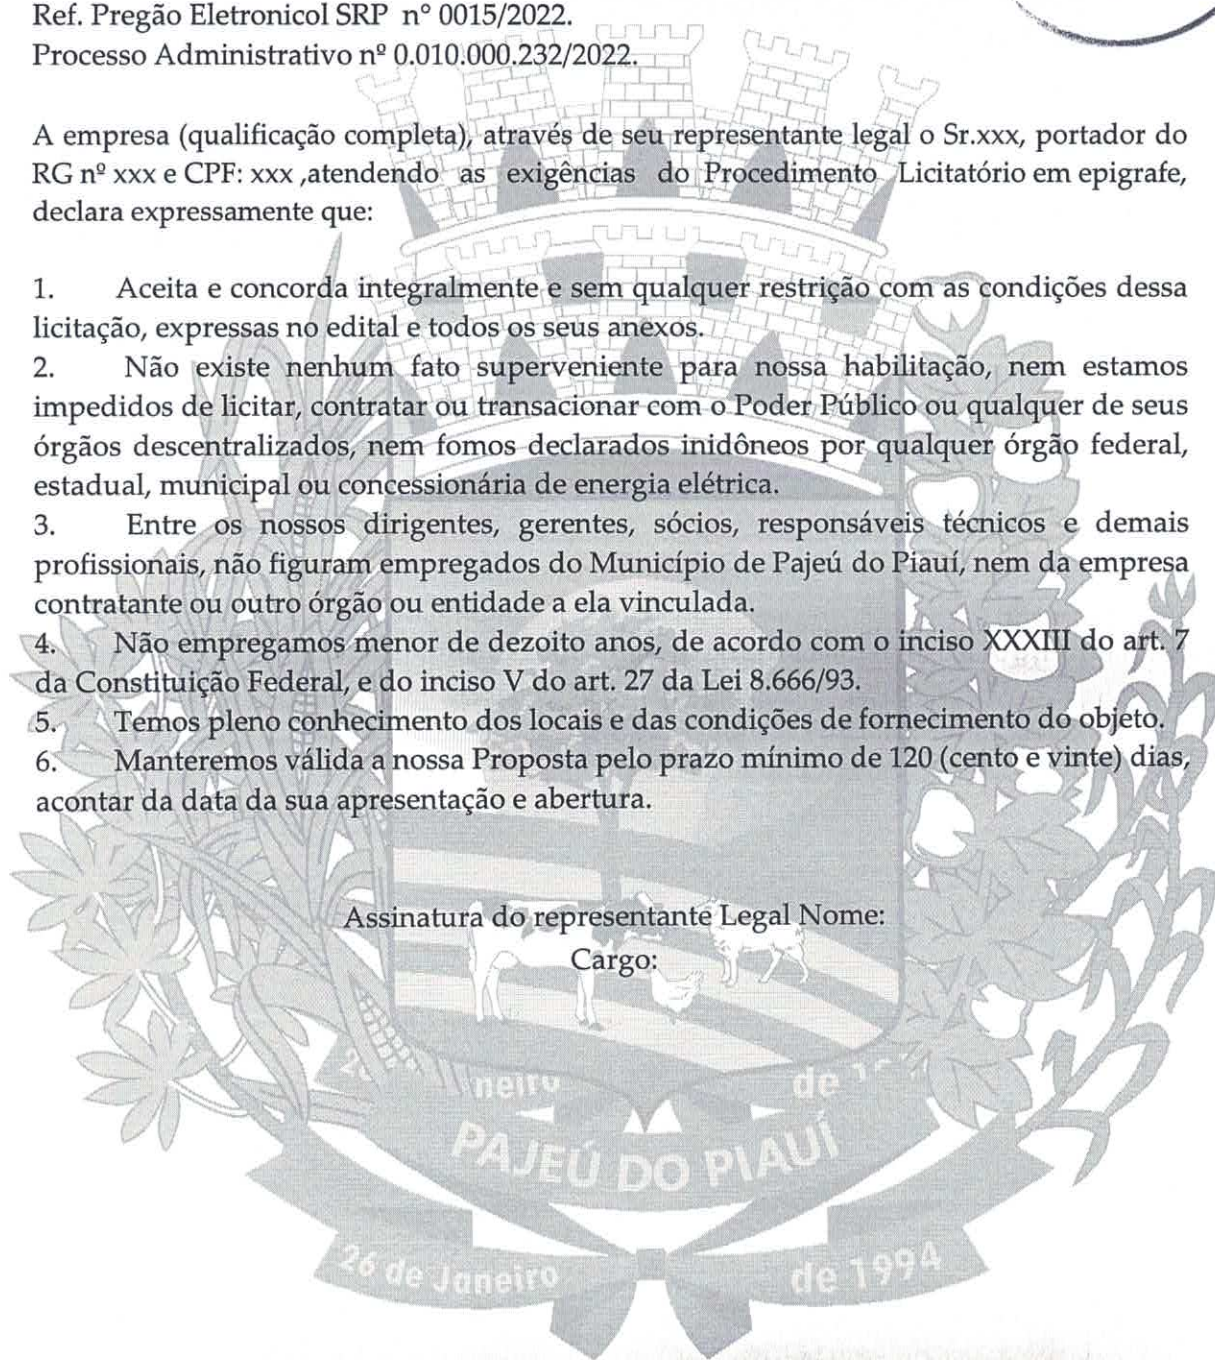 Ref. Pregão Eletronicol SRP nº 0015/2022.
Processo Administrativo nº 0.010.000.232/2022.
A empresa (qualificação completa), através de seu representante legal o Sr.xxx, portador do
RG nº xxx e CPF: xxx ,atendendo as exigências do Procedimento Licitatório em epigrafe,
declara expressamente que:
1. Aceita e concorda integralmente e sem qualquer restrição com as condições dessa
licitação, expressas no edital e todos os seus anexos.
2. Não existe nenhum fato superveniente para nossa habilitação, nem estamos
impedidos de licitar, contratar ou transacionar com o Poder Público ou qualquer de seus
órgãos descentralizados, nem fomos declarados inidôneos por qualquer órgão federal,
estadual, municipal ou concessionária de energia elétrica.
3. Entre os nossos dirigentes, gerentes, sócios, responsáveis técnicos e demais
profissionais, não figuram empregados do Município de Pajeú do Piauí, nem da empresa
contratante ou outro órgão ou entidade a ela vinculada.
4. Não empregamos menor de dezoito anos, de acordo com o inciso XXXIII do art. 7
da Constituição Federal, e do inciso V do art. 27 da Lei 8.666/93.
5. Temos pleno conhecimento dos locais e das condições de fornecimento do objeto.
6. Manteremos válida a nossa Proposta pelo prazo mínimo de 120 (cento e vinte) dias,
acontar da data da sua apresentação e abertura.
Assinatura do representante Legal Nome:
Cargo:
de
PAJEÚ DO PIAUÍ
26 de Janeiro de 1994